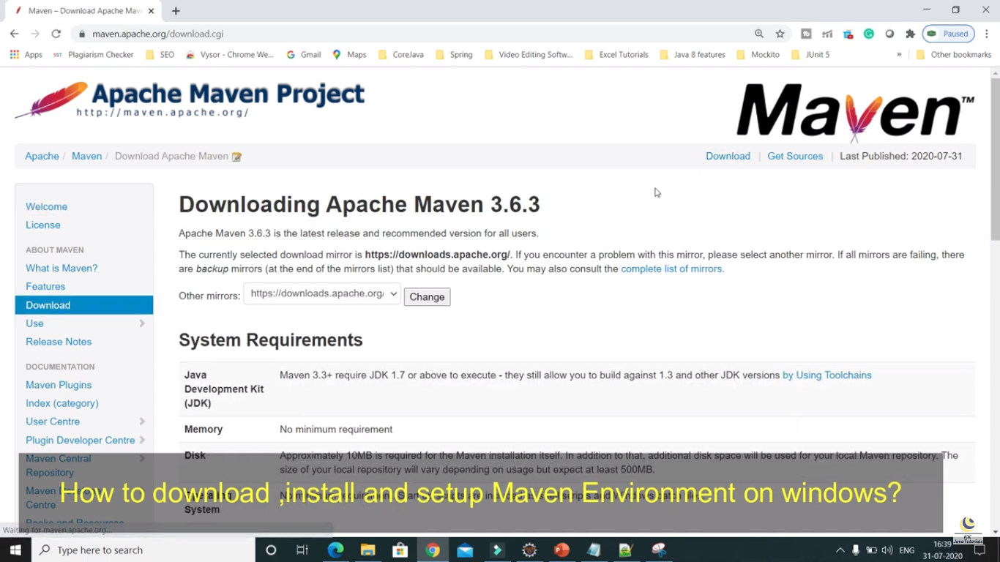 Maven – Download Apache Mav
maven.apache.org/download.cgi
Paused
Apps
SST Plagiarism Checker
SEO
Vysor - Chrome We...
Gmail
Maps
CoreJava
Spring
Video Editing Softw...
Excel Tutorials
Java 8 features
Mockito
JUnit 5
»
Other bookmarks
Apache Maven Project
http://maven.apache.org/
Maven™
Apache / Maven / Download Apache Maven
Download | Get Sources | Last Published: 2020-07-31
Welcome
License
ABOUT MAVEN
What is Maven?
Features
Download
Use
Release Notes
DOCUMENTATION
Maven Plugins
Index (category)
User Centre
Plugin Developer Centre
Maven Central
Repository
Centre
Books and Resources
Downloading Apache Maven 3.6.3
Apache Maven 3.6.3 is the latest release and recommended version for all users.
The currently selected download mirror is https://downloads.apache.org/. If you encounter a problem with this mirror, please select another mirror. If all mirrors are failing, there
are backup mirrors (at the end of the mirrors list) that should be available. You may also consult the complete list of mirrors.
Other mirrors: https://downloads.apache.org/ Change
System Requirements
Java
Development Kit
(JDK)
Maven 3.3+ require JDK 1.7 or above to execute - they still allow you to build against 1.3 and other JDK versions by Using Toolchains
Memory
No minimum requirement
Disk
Approximately 10MB is required for the Maven installation itself. In addition to that, additional disk space will be used for your local Maven repository. The
size of your local repository will vary depending on usage but expect at least 500MB.
Operating
System
How to download ,install and setup Maven Environment on windows?
Waiting for maven.apache.org...
KK
JavaTutorials
Type here to search
ENG
16:39
31-07-2020